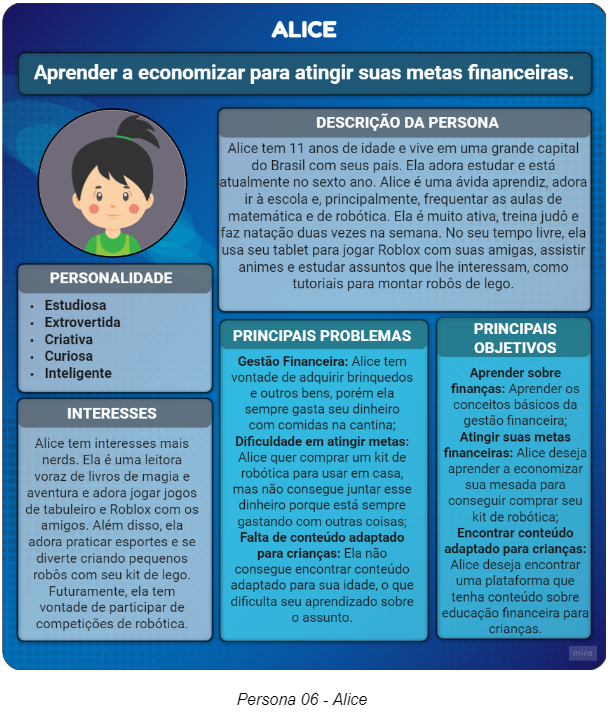 ALICE
Aprender a economizar para atingir suas metas financeiras.
DESCRIÇÃO DA PERSONA
Alice tem 11 anos de idade e vive em uma grande capital
do Brasil com seus pais. Ela adora estudar e está
atualmente no sexto ano. Alice é uma ávida aprendiz, adora
ir à escola e, principalmente, frequentar as aulas de
matemática e de robótica. Ela é muito ativa, treina judô e
faz natação duas vezes na semana. No seu tempo livre, ela
usa seu tablet para jogar Roblox com suas amigas, assistir
animes e estudar assuntos que lhe interessam, como
tutoriais para montar robôs de lego.
PERSONALIDADE
• Estudiosa
• Extrovertida
• Criativa
• Curiosa
• Inteligente
INTERESSES
Alice tem interesses mais
nerds. Ela é uma leitora
voraz de livros de magia e
aventura e adora jogar jogos
de tabuleiro e Roblox com os
amigos. Além disso, ela
adora praticar esportes e se
diverte criando pequenos
robôs com seu kit de lego.
Futuramente, ela tem
vontade de participar de
competições de robótica.
PRINCIPAIS PROBLEMAS
Gestão Financeira: Alice tem
vontade de adquirir brinquedos
e outros bens, porém ela
sempre gasta seu dinheiro
com comidas na cantina;
Dificuldade em atingir metas:
Alice quer comprar um kit de
robótica para usar em casa,
mas não consegue juntar esse
dinheiro porque está sempre
gastando com outras coisas;
Falta de conteúdo adaptado
para crianças: Ela não
consegue encontrar conteúdo
adaptado para sua idade, o que
dificulta seu aprendizado sobre
o assunto.
PRINCIPAIS
OBJETIVOS
Aprender sobre
finanças: Aprender os
conceitos básicos da
gestão financeira;
Atingir suas metas
financeiras: Alice deseja
aprender a economizar
sua mesada para
conseguir comprar seu
kit de robótica;
Encontrar conteúdo
adaptado para crianças:
Alice deseja encontrar
uma plataforma que
tenha conteúdo sobre
educação financeira para
crianças.
miro
Persona 06 - Alice